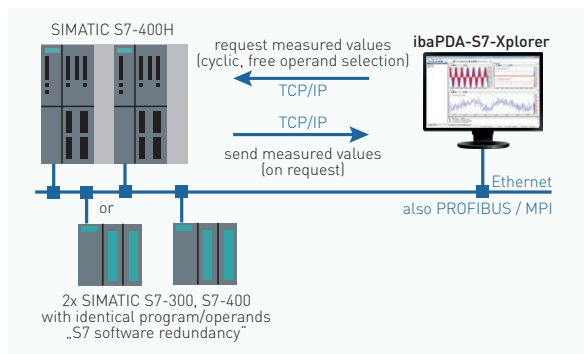 SIMATIC S7-400H
request measured values
(cyclic, free operand selection)
TCP/IP
ibaPDA-S7-Xplorer
TCP/IP
send measured values
(on request)
Ethernet
also PROFIBUS / MPI
or
2x SIMATIC S7-300, S7-400
with identical program/operands
„S7 software redundancy“